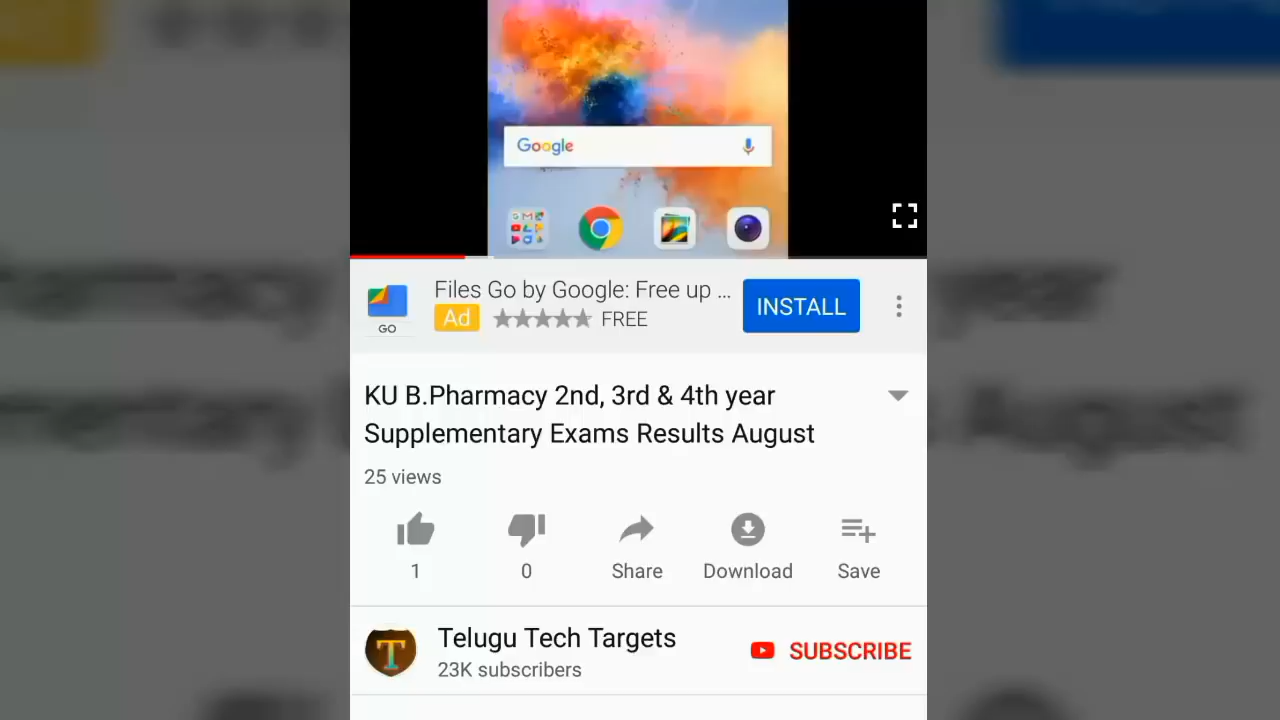 Google
Files Go by Google: Free up ...
GO
Ad
FREE
INSTALL
KU B.Pharmacy 2nd, 3rd & 4th year
Supplementary Exams Results August
25 views
1
0
Share
Download
Save
T
Telugu Tech Targets
23K subscribers
SUBSCRIBE